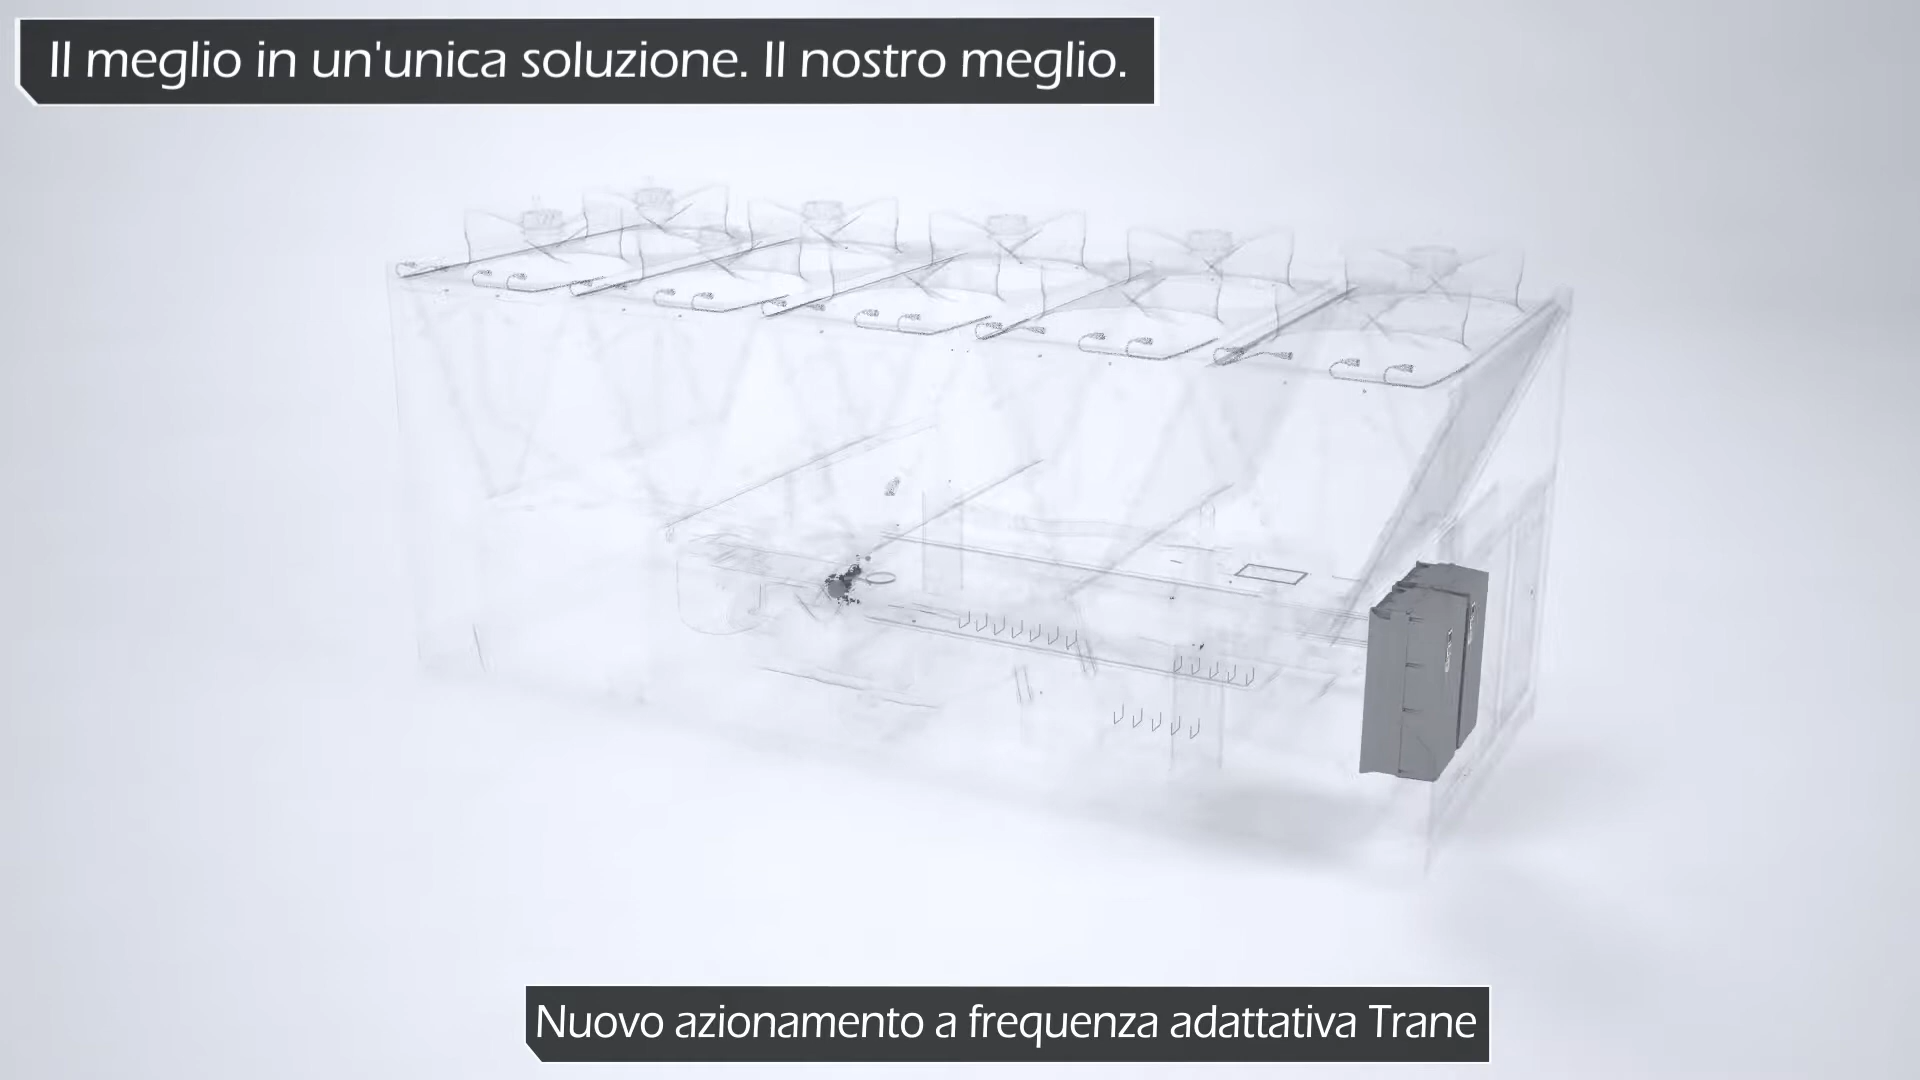 Il meglio in un'unica soluzione. Il nostro meglio.
Nuovo azionamento a frequenza adattativa Trane